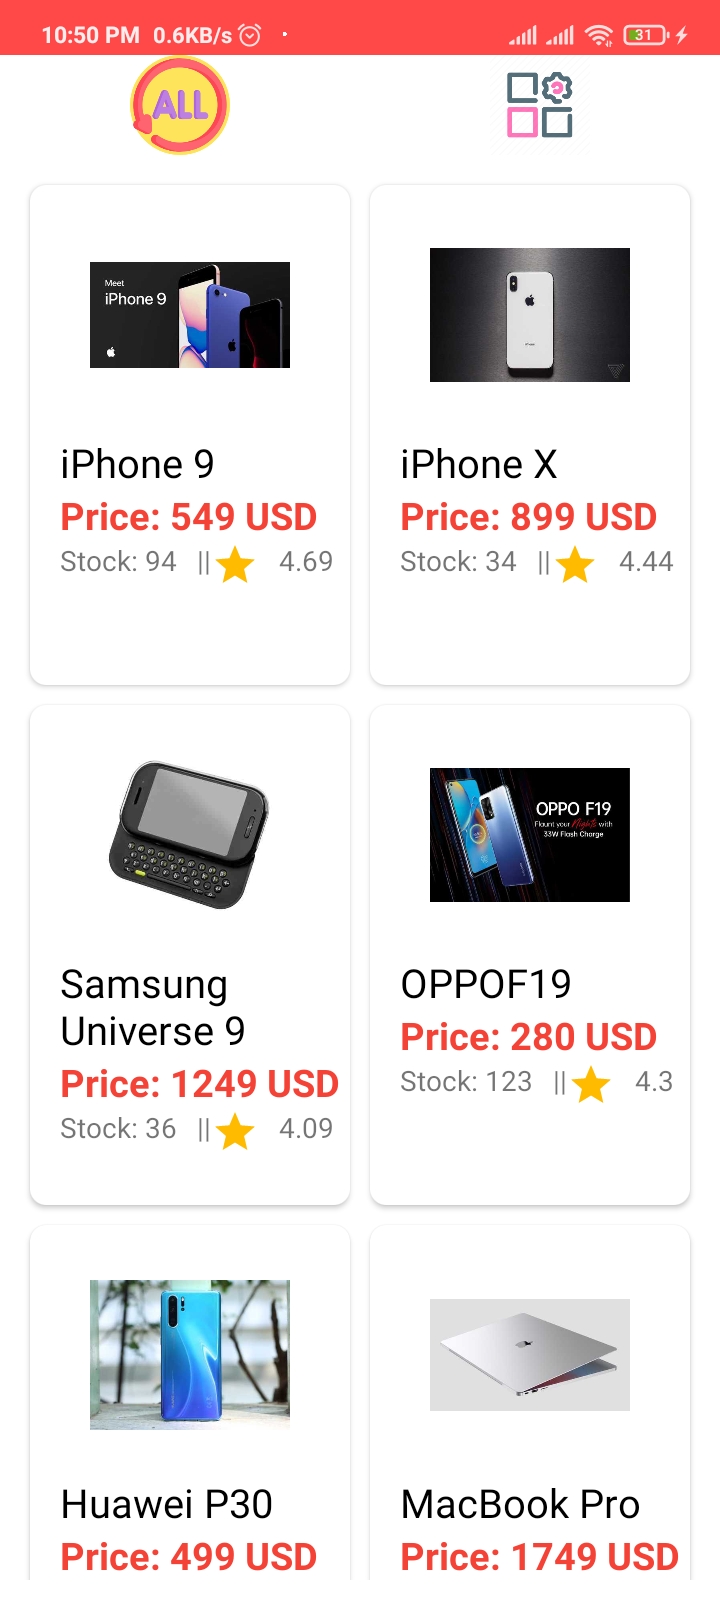 10:50 PM 0.6KB/s 31
ALL
Meet
iPhone 9
iPhone 9
Price: 549 USD
Stock: 94 || 4.69
iPhone X
Price: 899 USD
Stock: 34 || 4.44
Samsung
Universe 9
Price: 1249 USD
Stock: 36 || 4.09
OPPO F19
Flaunt your Nights with
33W Flash Charge
OPPOF19
Price: 280 USD
Stock: 123 || 4.3
Huawei P30
Price: 499 USD
MacBook Pro
Price: 1749 USD